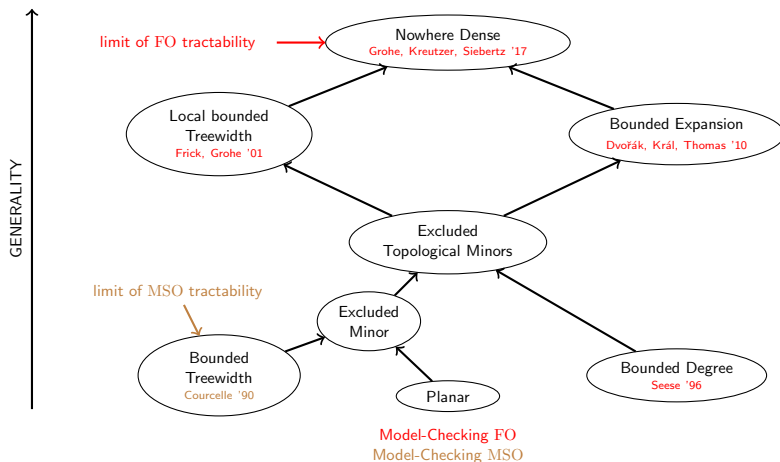 limit of FO tractability
Nowhere Dense
Grohe, Kreutzer, Siebertz '17
Local bounded
Treewidth
Frick, Grohe '01
Bounded Expansion
Dvořák, Král, Thomas '10
GENERALITY
Excluded
Topological Minors
limit of MSO tractability
Excluded
Minor
Bounded
Treewidth
Courcelle '90
Planar
Bounded Degree
Seese '96
Model-Checking FO
Model-Checking MSO